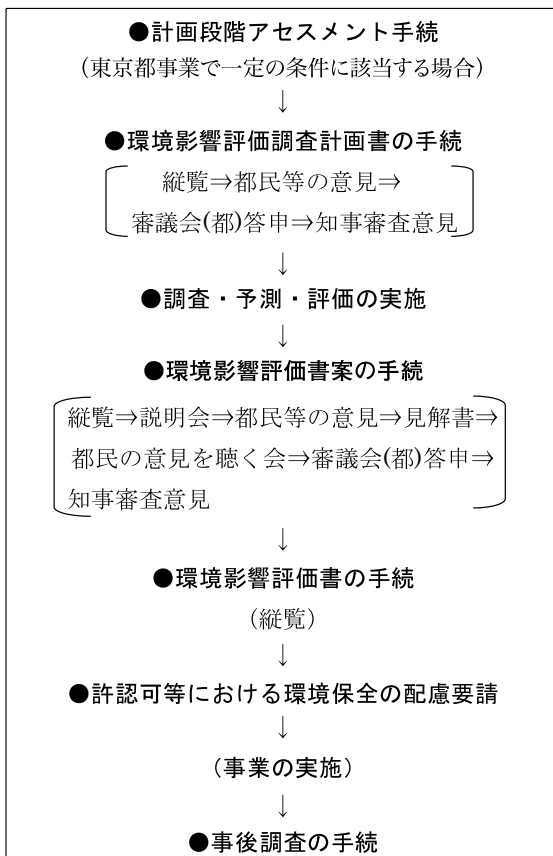 ●計画段階アセスメント手続
(東京都事業で一定の条件に該当する場合)
↓
●環境影響評価調査計画書の手続
縦覧⇒都民等の意見⇒
審議会(都)答申⇒知事審査意見
↓
●調査・予測・評価の実施
↓
●環境影響評価書案の手続
縦覧⇒説明会⇒都民等の意見⇒見解書⇒
都民の意見を聴く会⇒審議会(都)答申⇒
知事審査意見
↓
●環境影響評価書の手続
(縦覧)
↓
●許認可等における環境保全の配慮要請
↓
(事業の実施)
↓
●事後調査の手続